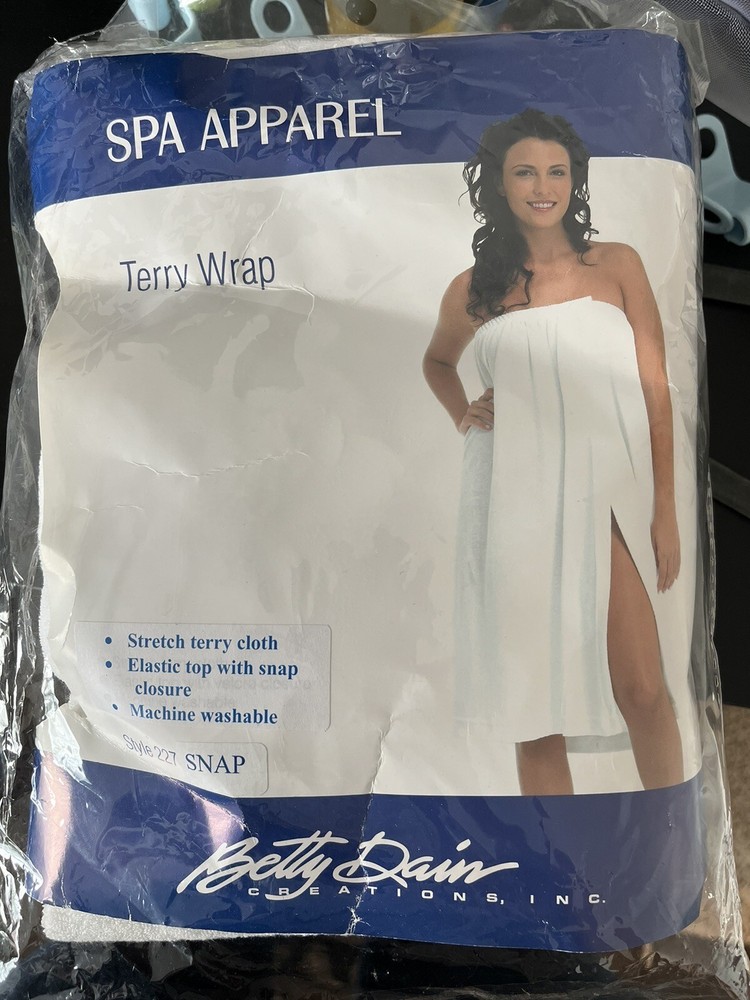 SPA APPAREL
Terry Wrap
• Stretch terry cloth
• Elastic top with snap
closure
• Machine washable
Style 227 SNAP
Betty Dain
CREATIONS, INC.